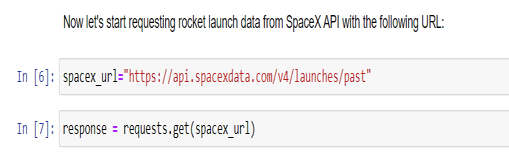 Now let's start requesting rocket launch data from SpaceX API with the following URL:
In [6]: spacex_url="https://api.spacexdata.com/v4/launches/past"
In [7]: response = requests.get(spacex_url)